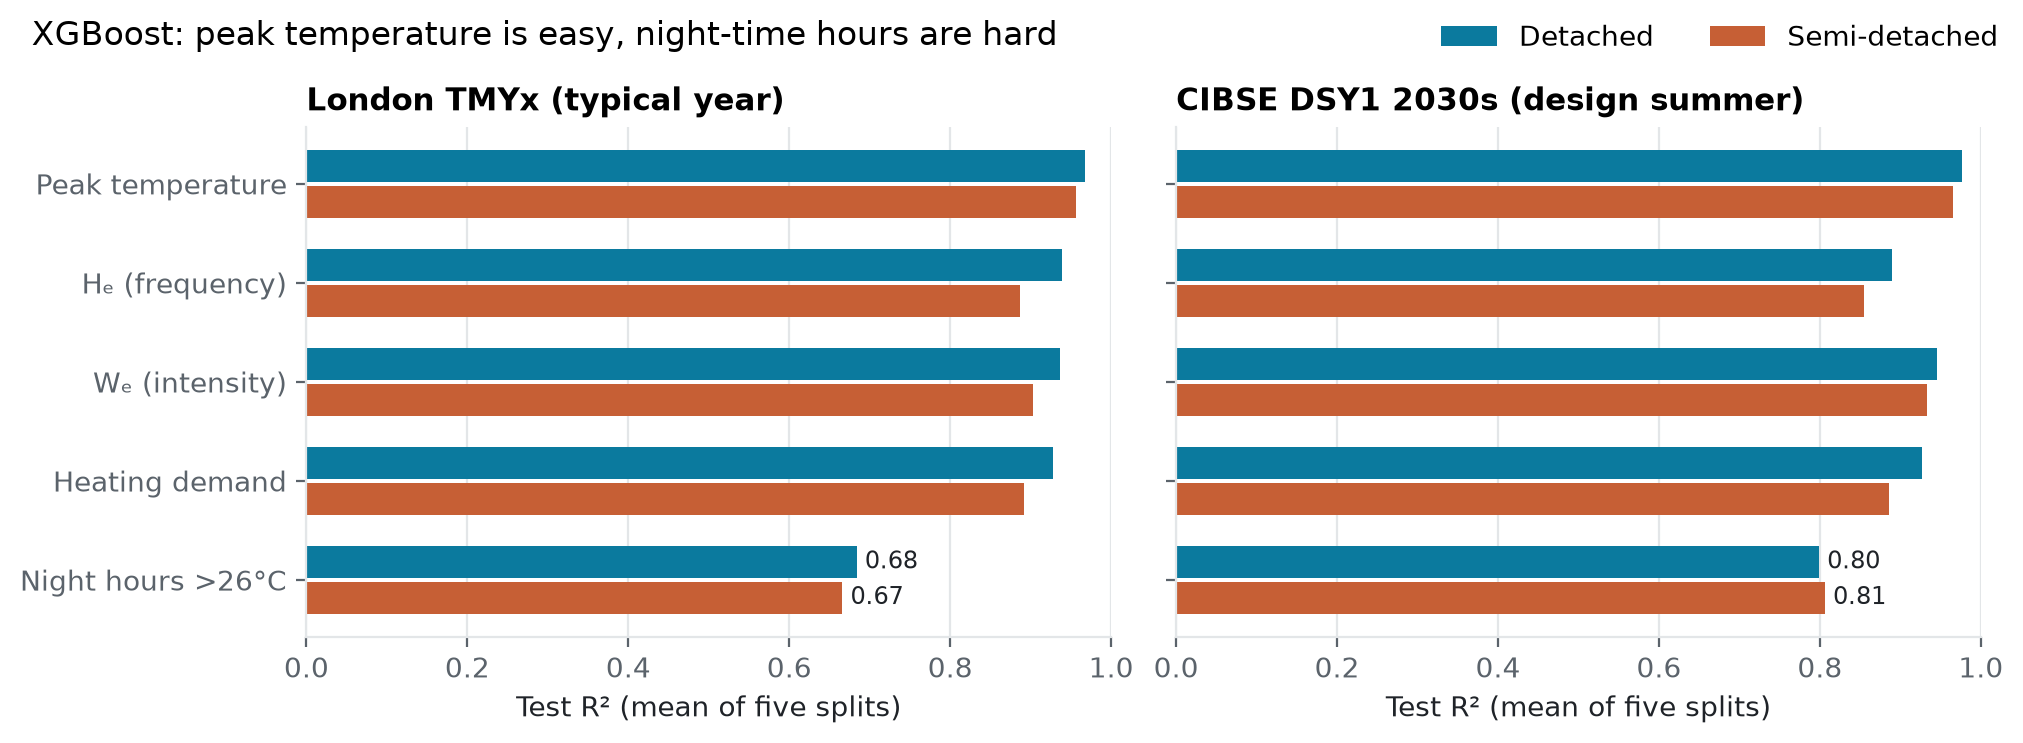 XGBoost: peak temperature is easy, night-time hours are hard
Detached
Semi-detached
London TMYx (typical year)
CIBSE DSY1 2030s (design summer)
Peak temperature
Hₑ (frequency)
Wₑ (intensity)
Heating demand
Night hours >26°C
0.68
0.67
0.80
0.81
0.0 0.2 0.4 0.6 0.8 1.0
0.0 0.2 0.4 0.6 0.8 1.0
Test R² (mean of five splits)
Test R² (mean of five splits)